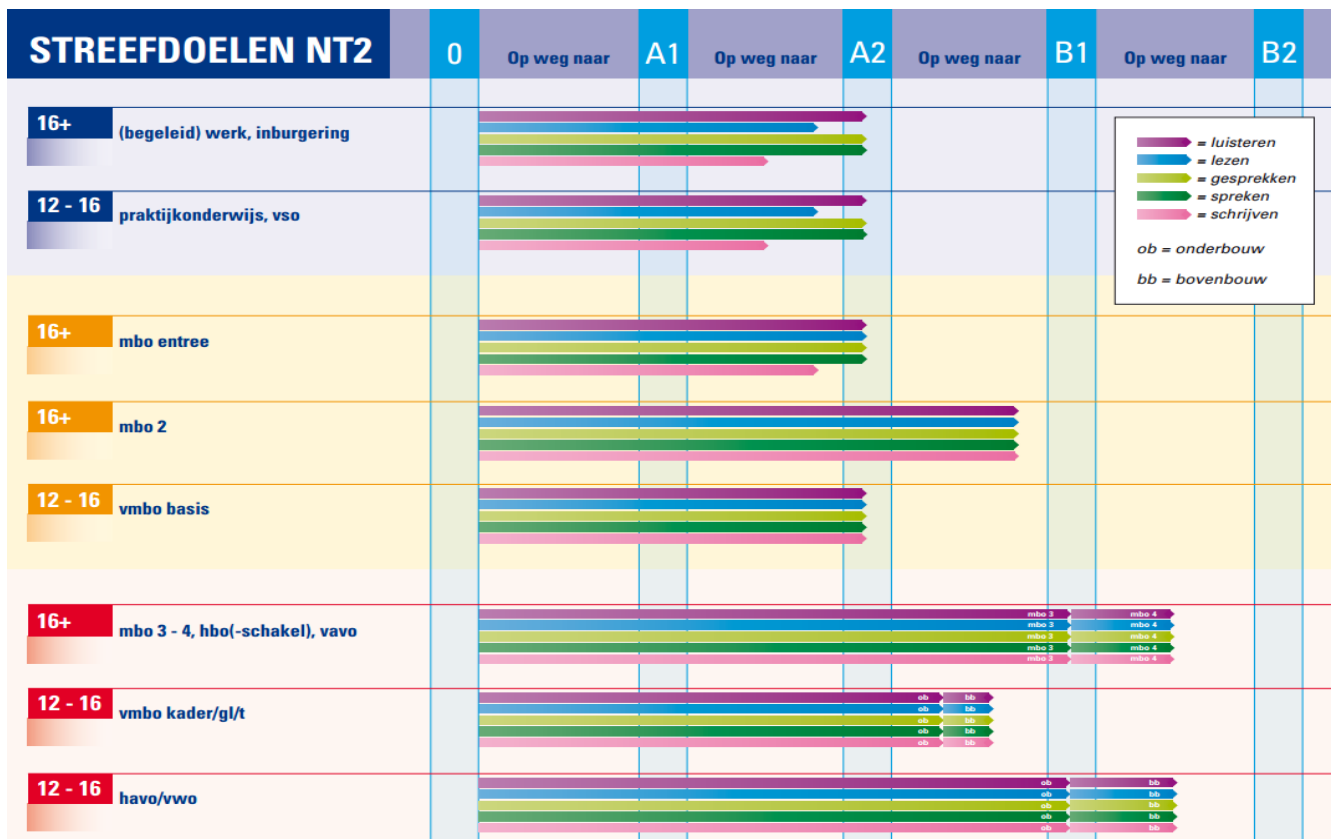 STREEFDOELEN NT2 0 Op weg naar A1 Op weg naar A2 Op weg naar B1 Op weg naar B2
16+ (begeleid) werk, inburgering
= luisteren
= lezen
= gesprekken
= spreken
= schrijven
ob = onderbouw
bb = bovenbouw
12 - 16 praktijkonderwijs, vso
16+ mbo entree
16+ mbo 2
12 - 16 vmbo basis
16+ mbo 3 - 4, hbo(-schakel), vavo
mbo 3 mbo 4
mbo 3 mbo 4
mbo 3 mbo 4
mbo 3 mbo 4
mbo 3 mbo 4
12 - 16 vmbo kader/gl/t
ob bb
ob bb
ob bb
ob bb
ob bb
12 - 16 havo/vwo
ob bb
ob bb
ob bb
ob bb
ob bb